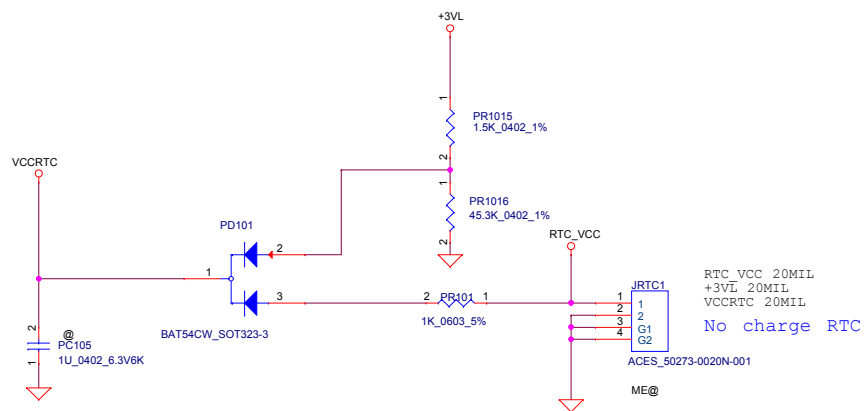 +3VL
1
PR1015
1.5K_0402_1%
2
VCCRTC
1
PR1016
45.3K_0402_1%
2
PD101
2
1
3
BAT54CW_SOT323-3
RTC_VCC
2
PR101
1
1K_0603_5%
JRTC1
1
2
3
4
1
2
G1
G2
ACES_50273-0020N-001
ME@
RTC_VCC 20MIL
+3VL 20MIL
VCCRTC 20MIL
No charge RTC
2
@
PC105
1
1U_0402_6.3V6K